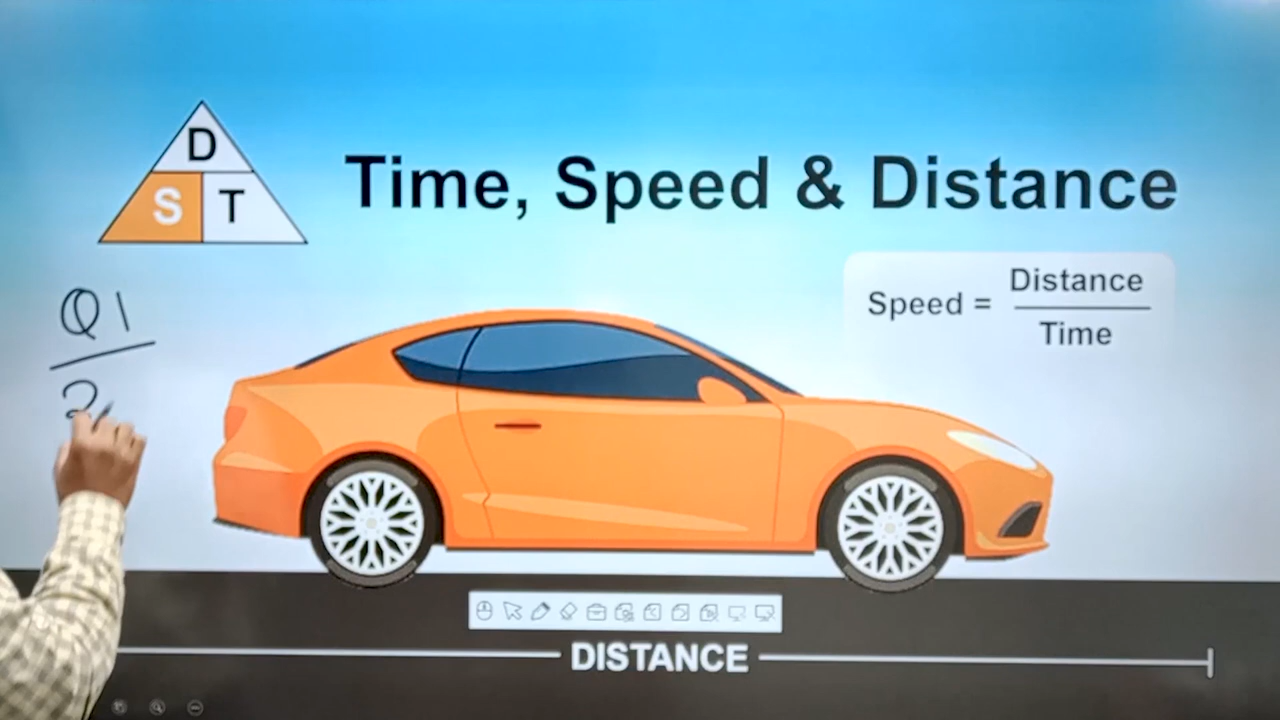 D
S T
Time, Speed & Distance
Q1
2
Speed = Distance
Time
DISTANCE